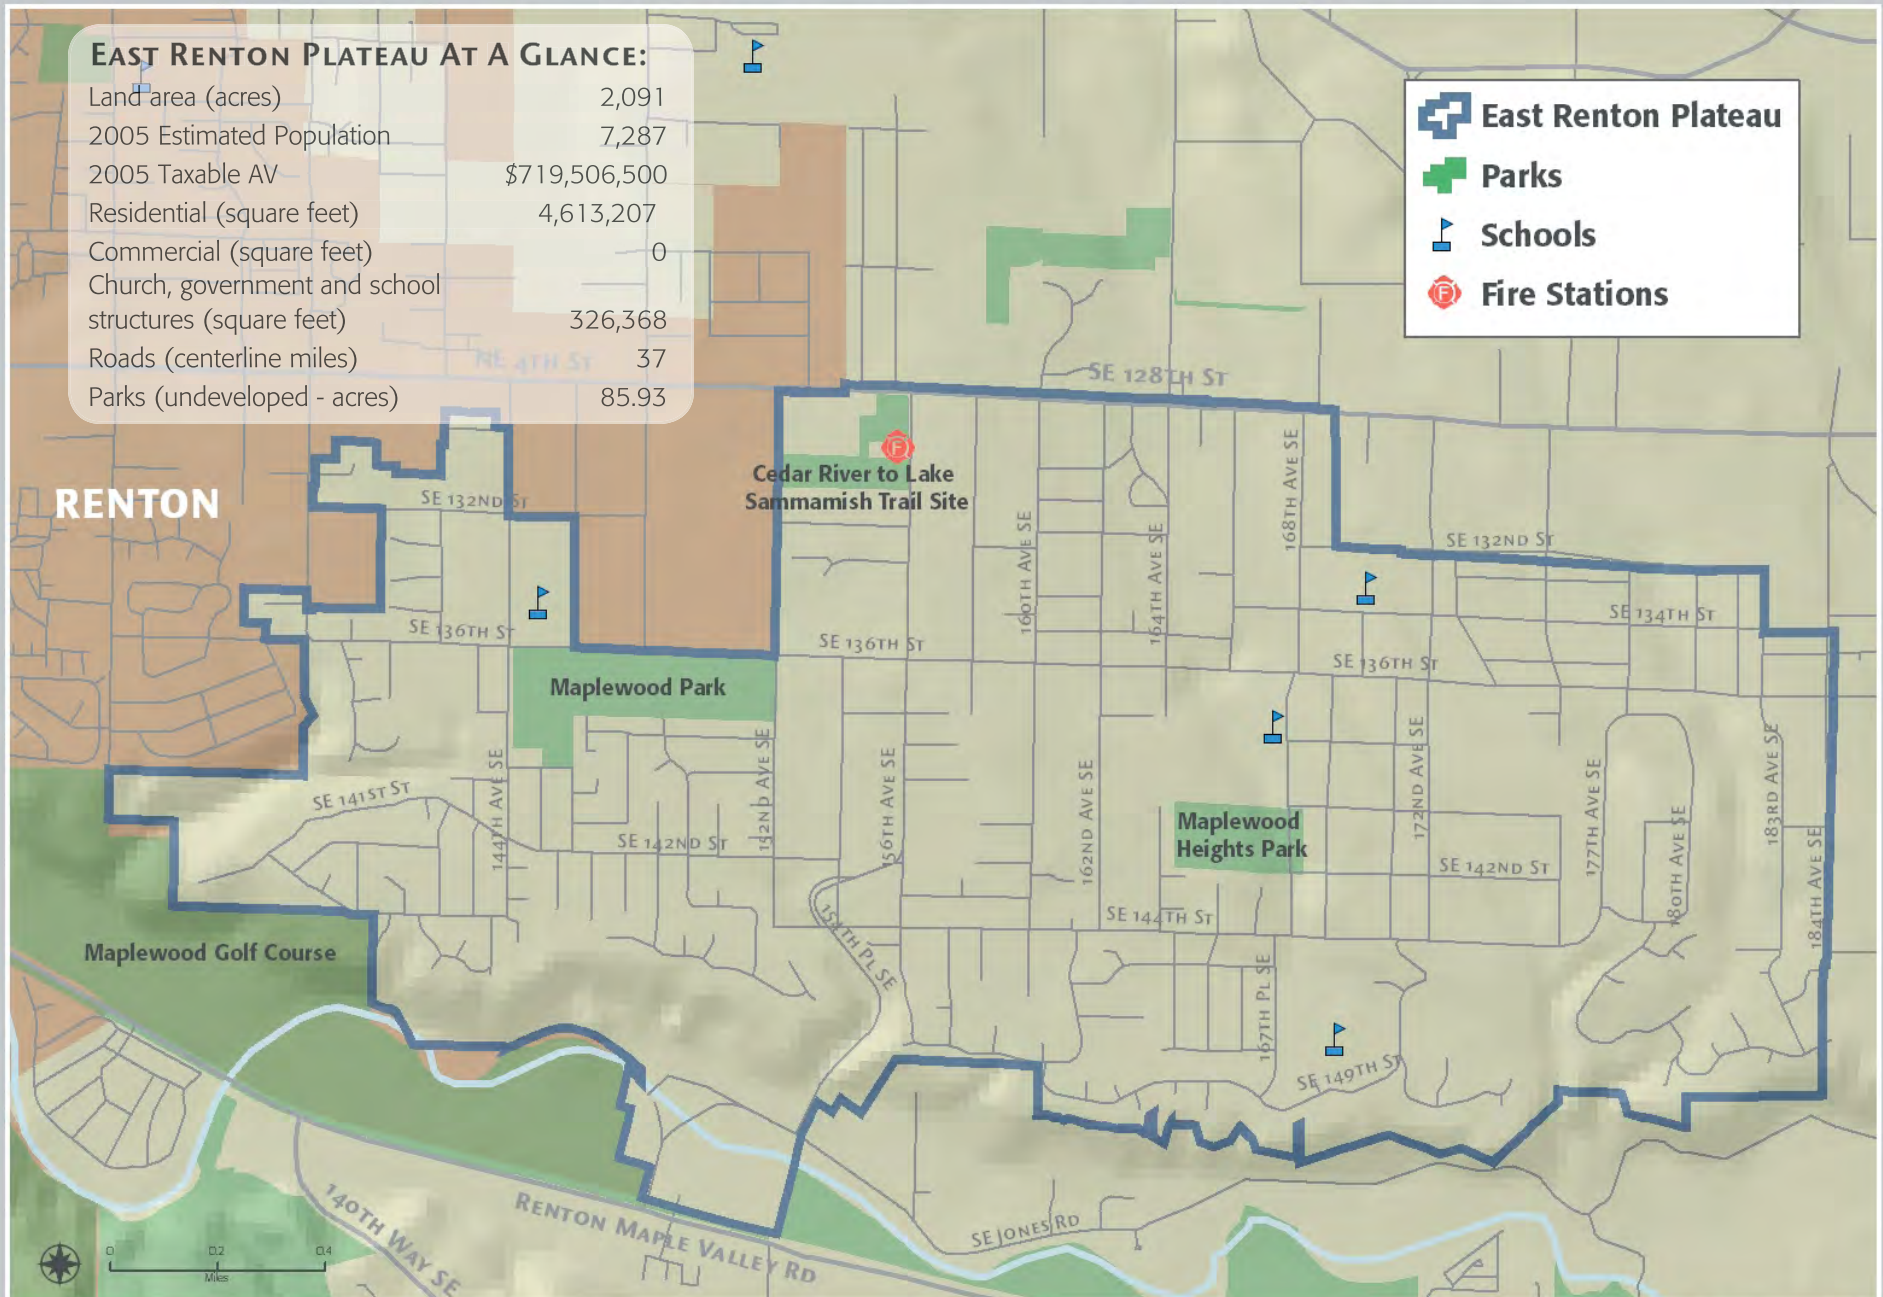 EAST RENTON PLATEAU AT A GLANCE:
Land area (acres) 2,091
2005 Estimated Population 7,287
2005 Taxable AV $719,506,500
Residential (square feet) 4,613,207
Commercial (square feet) 0
Church, government and school
structures (square feet) 326,368
Roads (centerline miles) 37
Parks (undeveloped - acres) 85.93
East Renton Plateau
Parks
Schools
F
Fire Stations
NE 4TH ST
SE 128TH ST
RENTON
F
Cedar River to Lake
Sammamish Trail Site
SE 132ND ST
168TH AVE SE
160TH AVE SE
164TH AVE SE
SE 132ND ST
SE 134TH ST
SE 136TH ST
SE 136TH ST
SE 136TH ST
Maplewood Park
SE 141ST ST
144TH AVE SE
SE 142ND ST
152ND AVE SE
156TH AVE SE
162ND AVE SE
Maplewood
Heights Park
172ND AVE SE
SE 142ND ST
177TH AVE SE
180TH AVE SE
183RD AVE SE
184TH AVE SE
SE 144TH ST
154TH PL SE
Maplewood Golf Course
167TH PL SE
SE 149TH ST
140TH WAY SE
RENTON MAPLE VALLEY RD
SE JONES RD
0 0.2 0.4
Miles